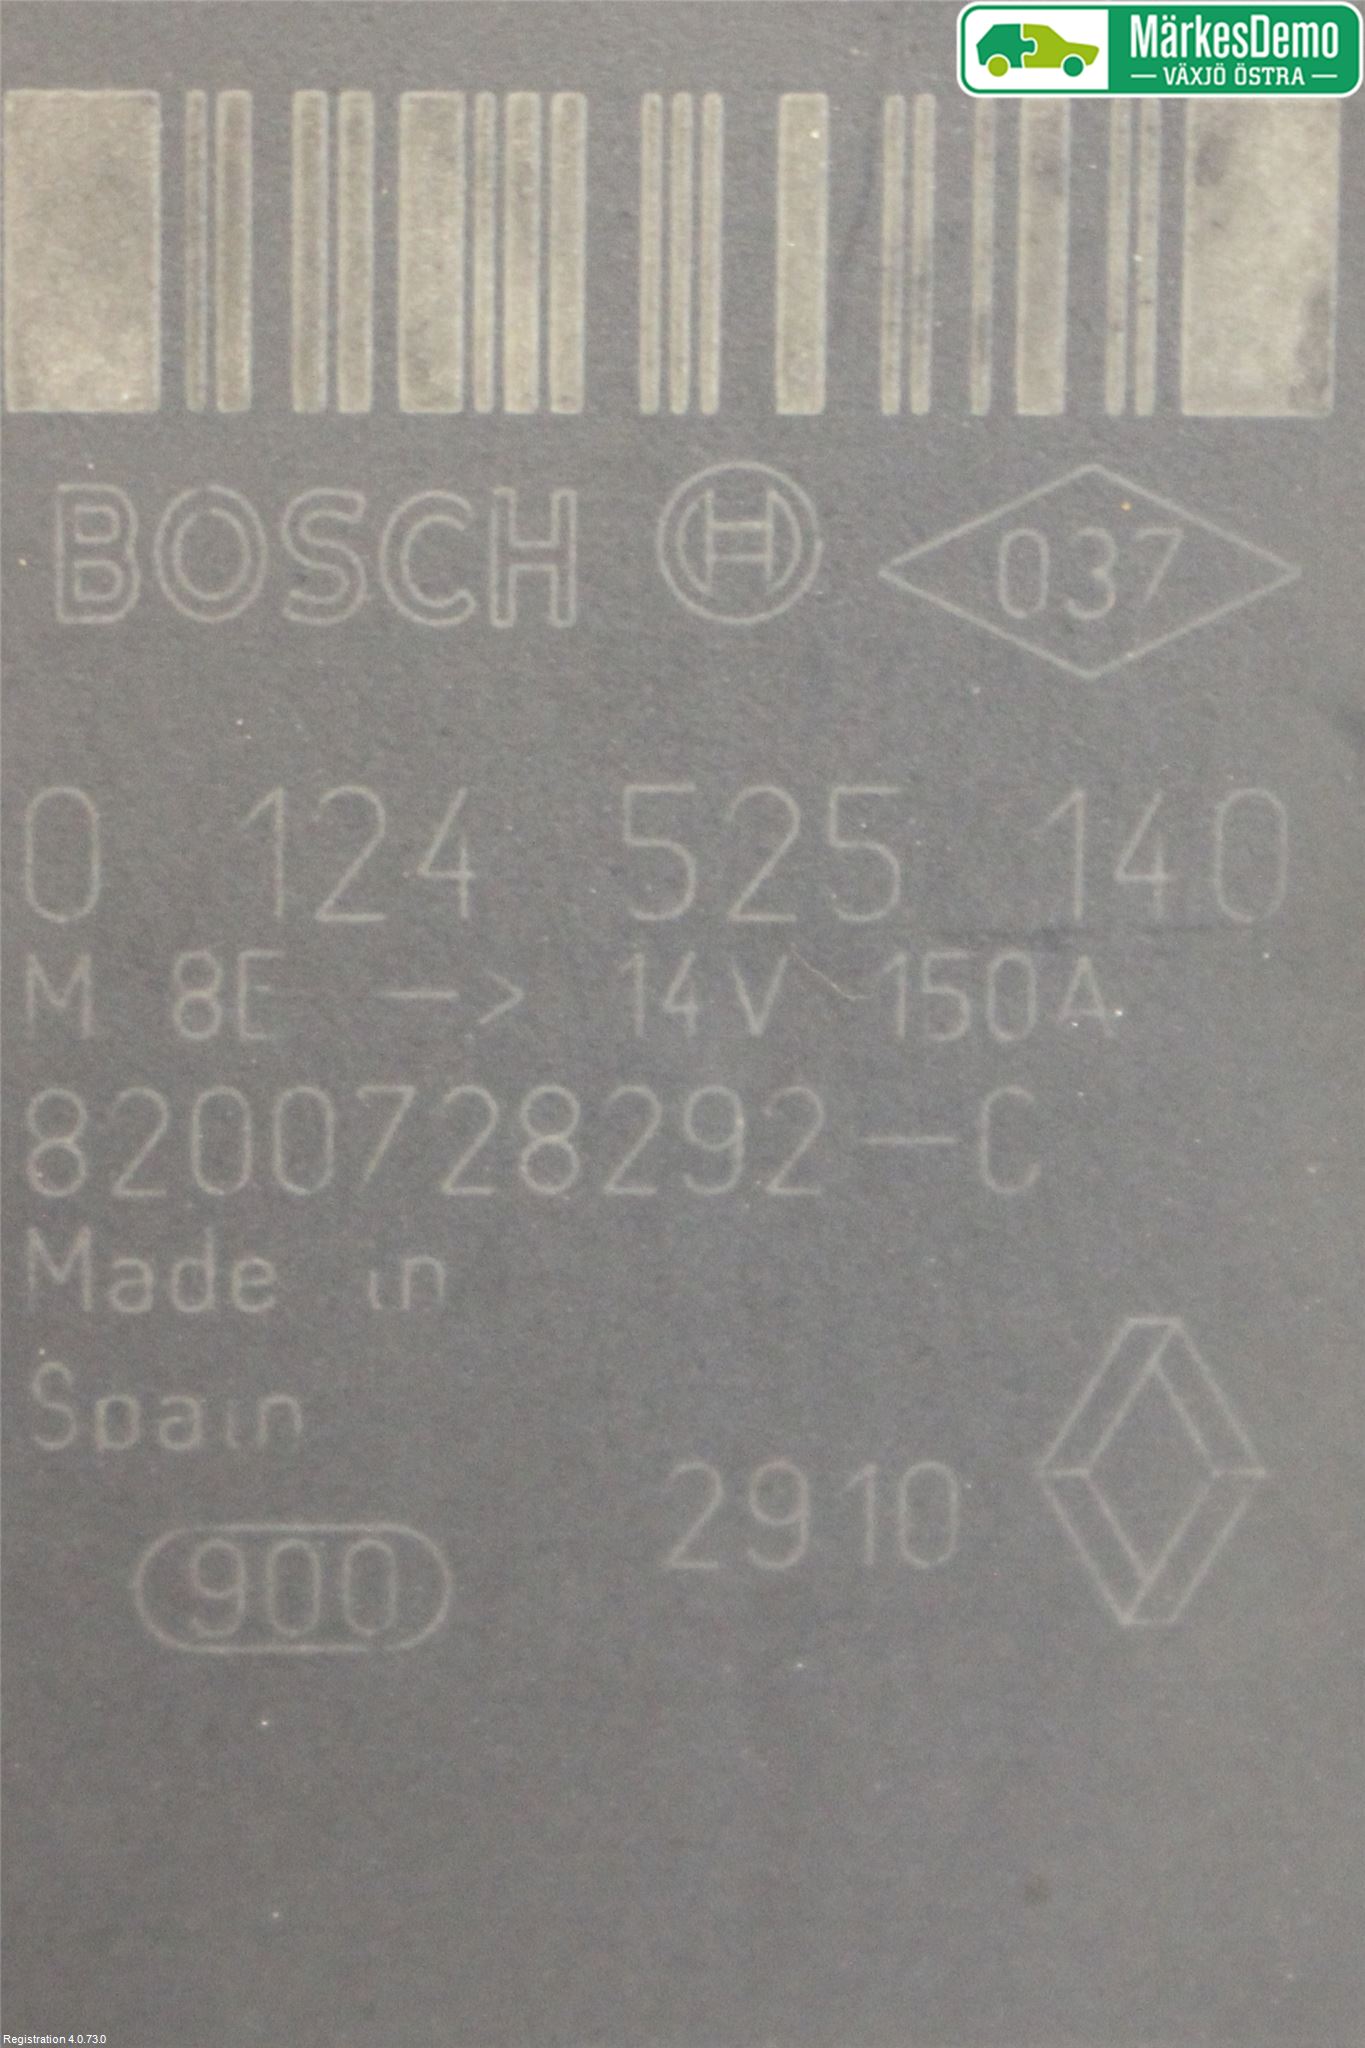 MärkesDemo
VÄXJÖ ÖSTRA
BOSCH 037
0 124 525 140
M 8E —> 14V 150A
8200728292-C
Made in
Spain
2910
900
Registration 4.0.73.0